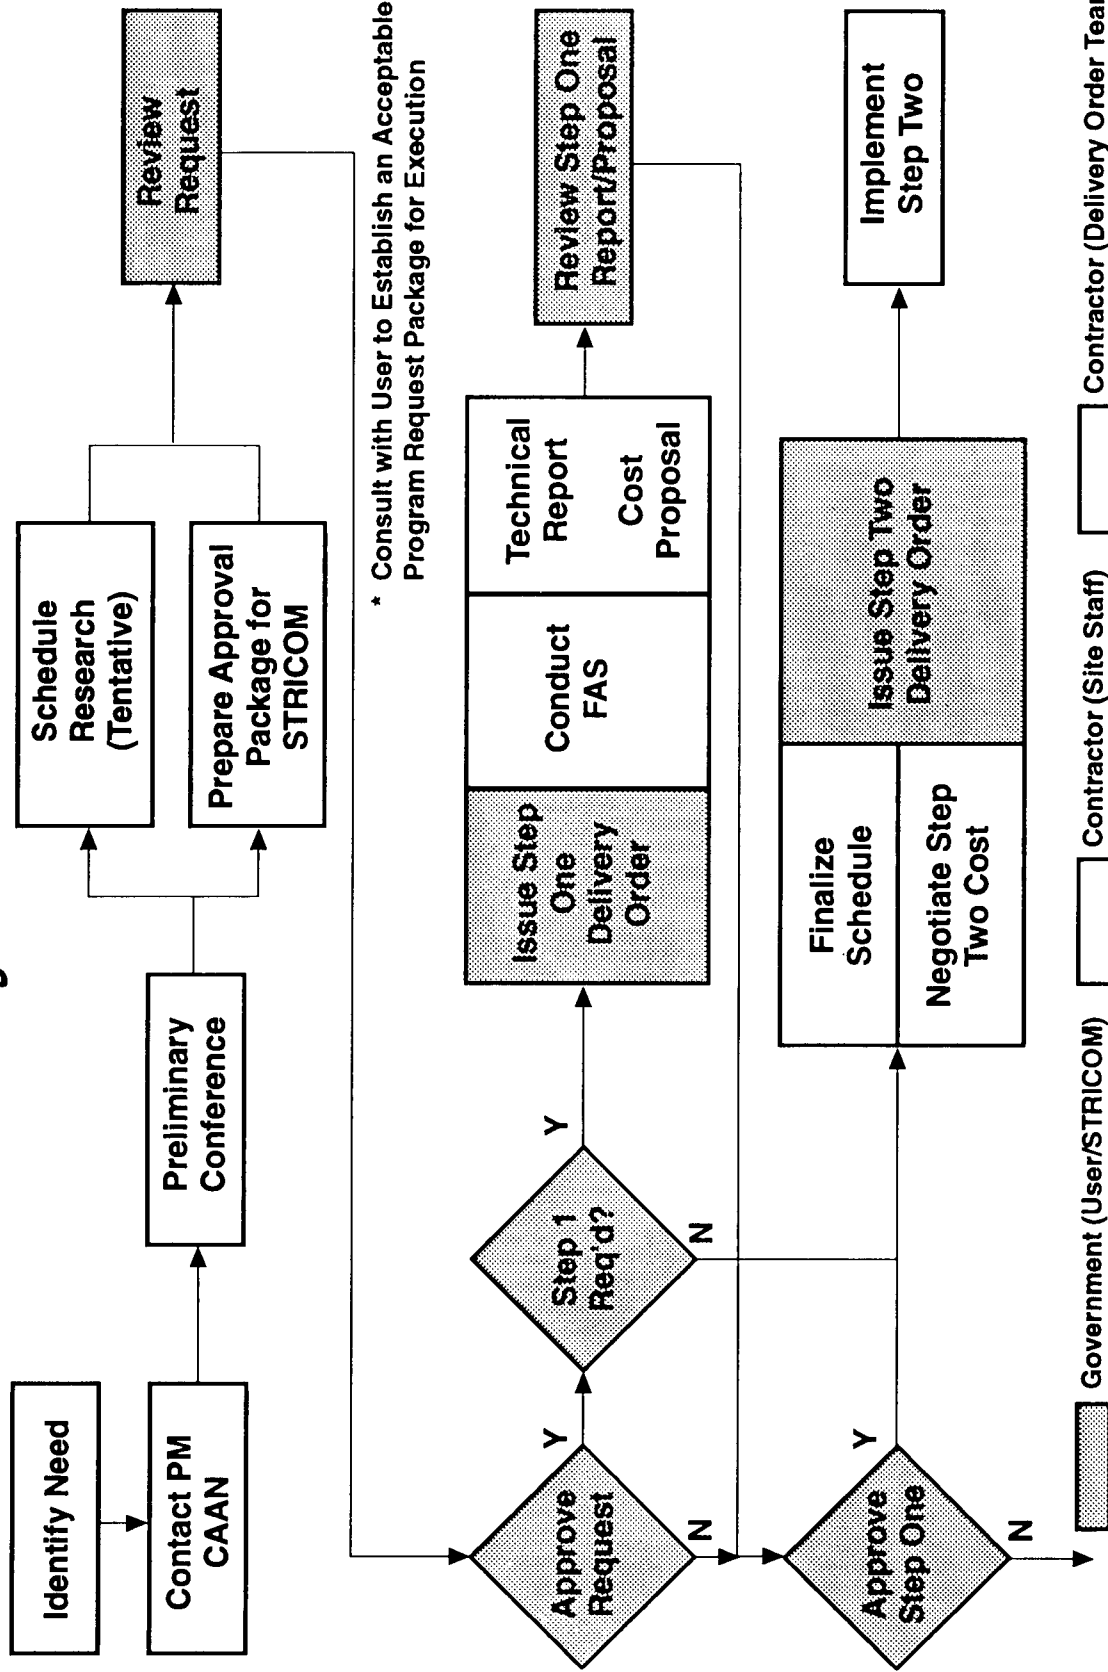 Identify Need
Contact PM
CAAN
Preliminary
Conference
Schedule
Research
(Tentative)
Prepare Approval
Package for
STRICOM
Review
Request
* Consult with User to Establish an Acceptable
Program Request Package for Execution
Approve
Request
Y
N
Step 1
Req'd?
Y
N
Issue Step
One
Delivery
Order
Conduct
FAS
Technical
Report
Cost
Proposal
Review Step One
Report/Proposal
Approve
Step One
Y
N
Finalize
Schedule
Negotiate Step
Two Cost
Issue Step Two
Delivery Order
Implement
Step Two
Government (User/STRICOM)
Contractor (Site Staff)
Contractor (Delivery Order